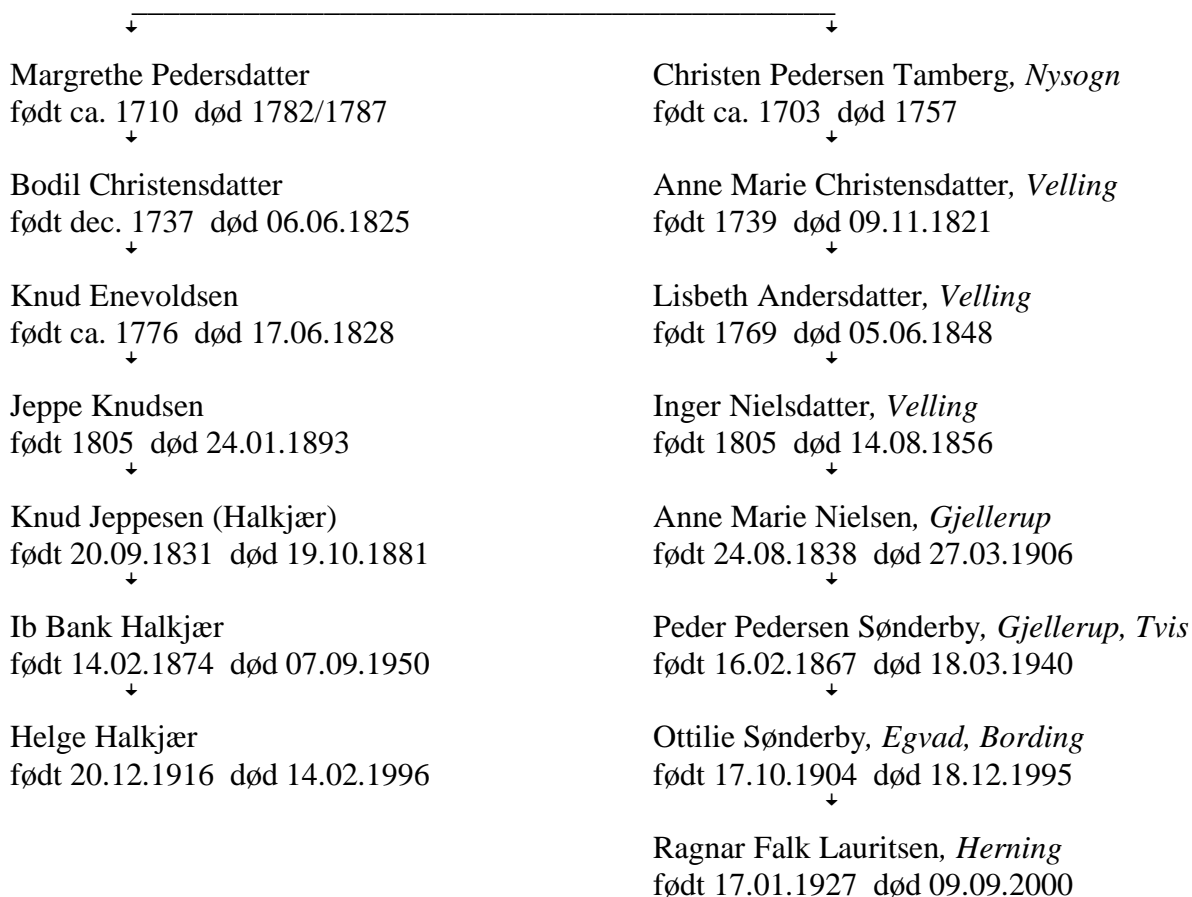 Margrethe Pedersdatter
født ca. 1710 død 1782/1787
Bodil Christensdatter
født dec. 1737 død 06.06.1825
Knud Enevoldsen
født ca. 1776 død 17.06.1828
Jeppe Knudsen
født 1805 død 24.01.1893
Knud Jeppesen (Halkjær)
født 20.09.1831 død 19.10.1881
Ib Bank Halkjær
født 14.02.1874 død 07.09.1950
Helge Halkjær
født 20.12.1916 død 14.02.1996
Christen Pedersen Tamberg, Nysogn
født ca. 1703 død 1757
Anne Marie Christensdatter, Velling
født 1739 død 09.11.1821
Lisbeth Andersdatter, Velling
født 1769 død 05.06.1848
Inger Nielsdatter, Velling
født 1805 død 14.08.1856
Anne Marie Nielsen, Gjellerup
født 24.08.1838 død 27.03.1906
Peder Pedersen Sønderby, Gjellerup, Tvis
født 16.02.1867 død 18.03.1940
Ottilie Sønderby, Egvad, Bording
født 17.10.1904 død 18.12.1995
Ragnar Falk Lauritsen, Herning
født 17.01.1927 død 09.09.2000